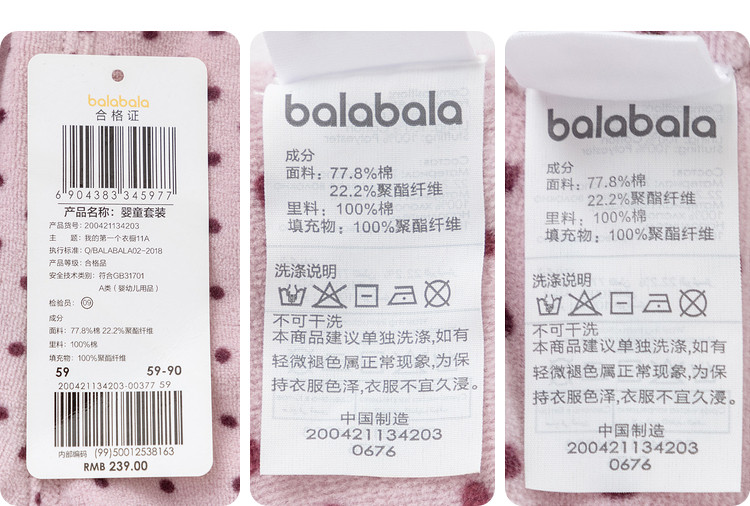 balabala
合格证
6 904383 345977
产品名称：婴童套装
产品货号：200421134203
主 题：我的第一个衣橱11A
执行标准：Q/BALABALA02-2018
产品等级：合格品
安全技术类别：符合GB31701
A类（婴幼儿用品）
检验员：09
成分
面料：77.8%棉 22.2%聚酯纤维
里料：100%棉
填充物：100%聚酯纤维
59 59-90
200421134203-00377 59
内部编码 (99)50012538163
RMB 239.00
balabala
成分
面料：77.8%棉
22.2%聚酯纤维
里料：100%棉
填充物：100%聚酯纤维
洗涤说明
不可干洗
本商品建议单独洗涤,如有
轻微褪色属正常现象,为保
持衣服色泽,衣服不宜久浸。
中国制造
200421134203
0676
balabala
成分
面料：77.8%棉
22.2%聚酯纤维
里料：100%棉
填充物：100%聚酯纤维
洗涤说明
不可干洗
本商品建议单独洗涤,如有
轻微褪色属正常现象,为保
持衣服色泽,衣服不宜久浸。
中国制造
200421134203
0676